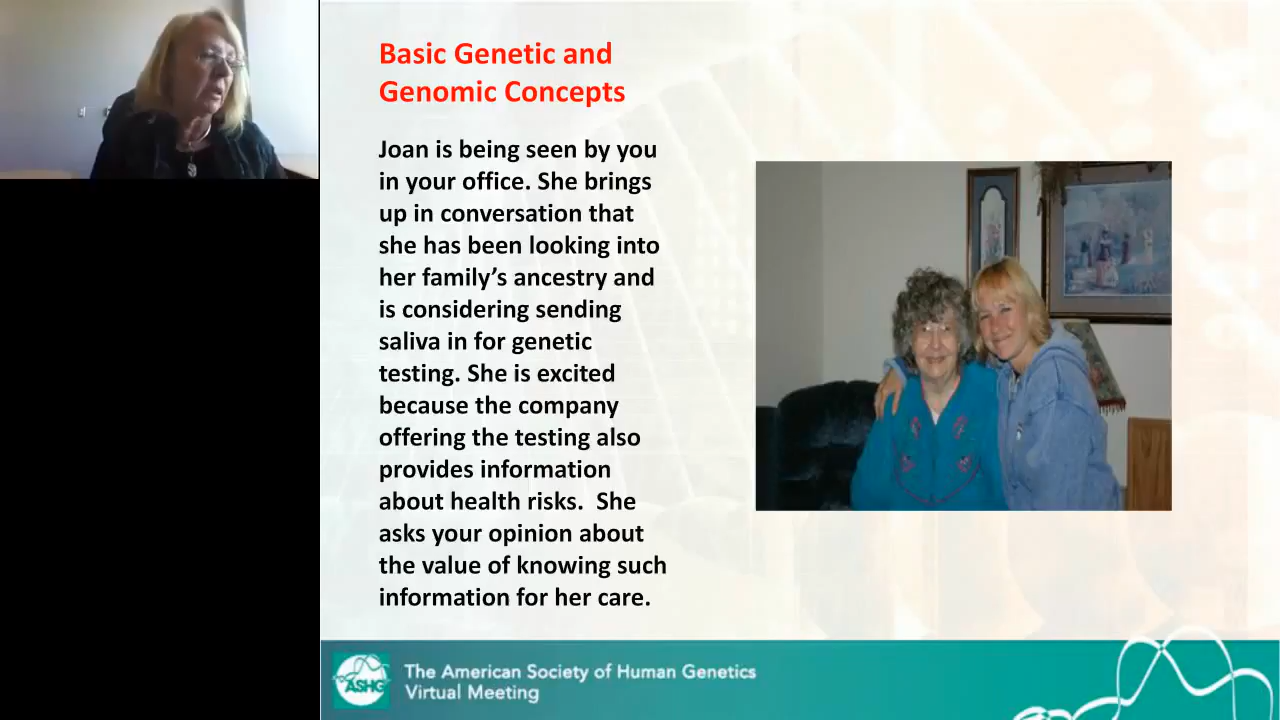 Basic Genetic and
Genomic Concepts
Joan is being seen by you
in your office. She brings
up in conversation that
she has been looking into
her family’s ancestry and
is considering sending
saliva in for genetic
testing. She is excited
because the company
offering the testing also
provides information
about health risks.  She
asks your opinion about
the value of knowing such
information for her care.
ASHG
The American Society of Human Genetics
Virtual Meeting